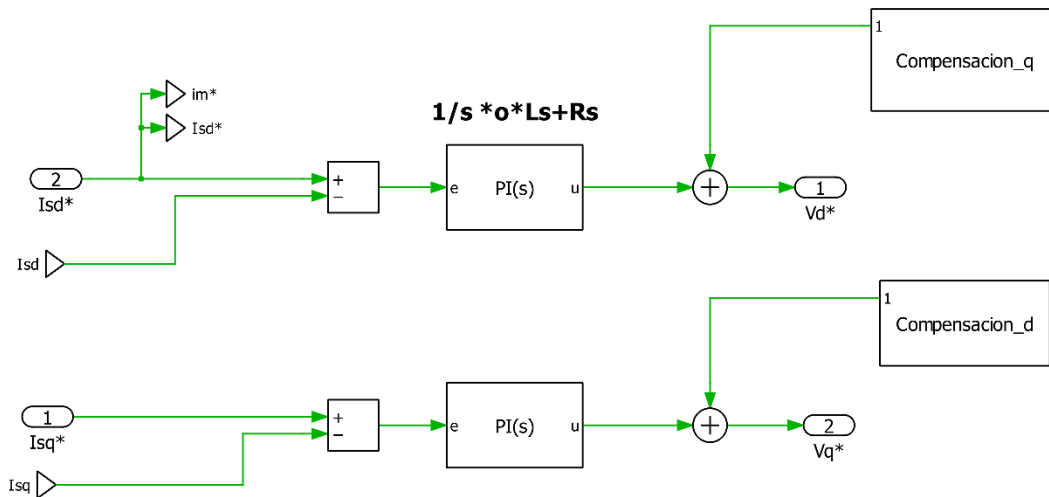 1
Compensacion_q
im*
1/s *o*Ls+Rs
Isd*
2
+
−
e
PI(s)
u
+
1
Isd*
Vd*
Isd
1
Compensacion_d
1
+
−
e
PI(s)
u
+
2
Isq*
Vq*
Isq